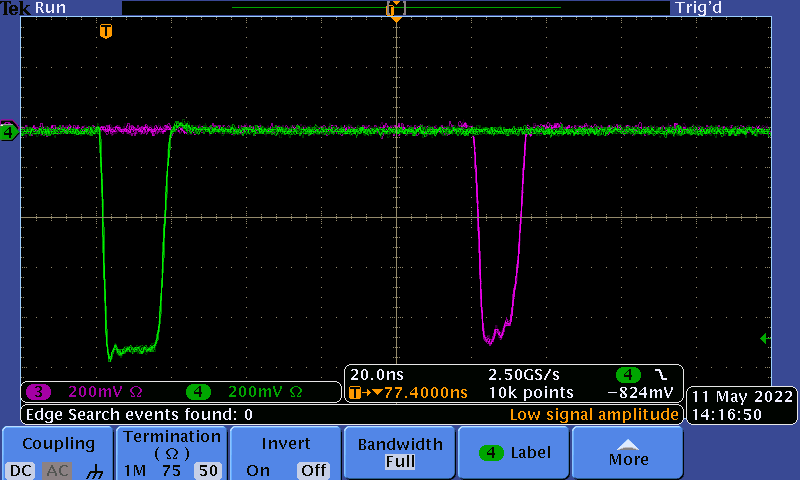 Tek Run Trig'd
T
T
4
20.0ns 2.50GS/s 4
3 200mV Ω 4 200mV Ω T→▼77.4000ns 10k points −824mV
Edge Search events found: 0 Low signal amplitude
11 May 2022
14:16:50
Coupling
DC AC
Termination
(Ω)
1M 75 50
Invert
On Off
Bandwidth
Full
4 Label
More